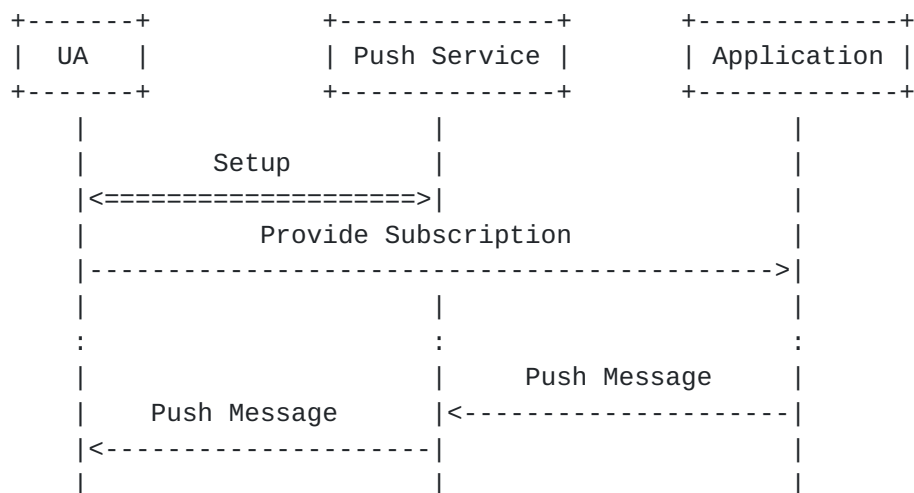 +-------+           +--------------+       +-------------+
|  UA   |           | Push Service |       | Application |
+-------+           +--------------+       +-------------+
    |                      |                      |
    |        Setup         |                      |
    |<====================>|                      |
    |           Provide Subscription              |
    |-------------------------------------------->|
    |                      |                      |
    :                      :                      :
    |                      |     Push Message     |
    |    Push Message      |<---------------------|
    |<---------------------|                      |
    |                      |                      |